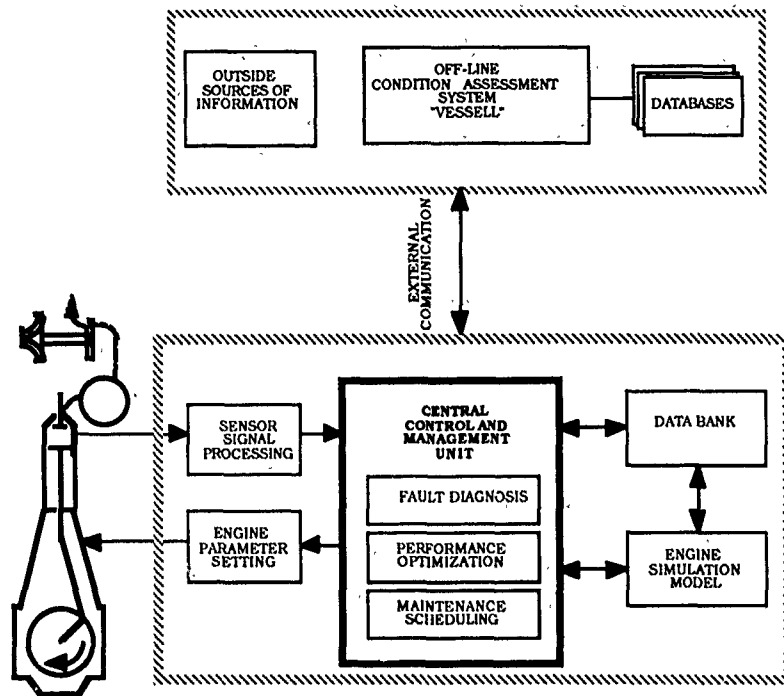 OUTSIDE
SOURCES OF
INFORMATION
OFF-LINE
CONDITION ASSESSMENT
SYSTEM
"VESSELL"
DATABASES
EXTERNAL
COMMUNICATION
SENSOR
SIGNAL
PROCESSING
ENGINE
PARAMETER
SETTING
CENTRAL
CONTROL AND
MANAGEMENT
UNIT
FAULT DIAGNOSIS
PERFORMANCE
OPTIMIZATION
MAINTENANCE
SCHEDULING
DATA BANK
ENGINE
SIMULATION
MODEL